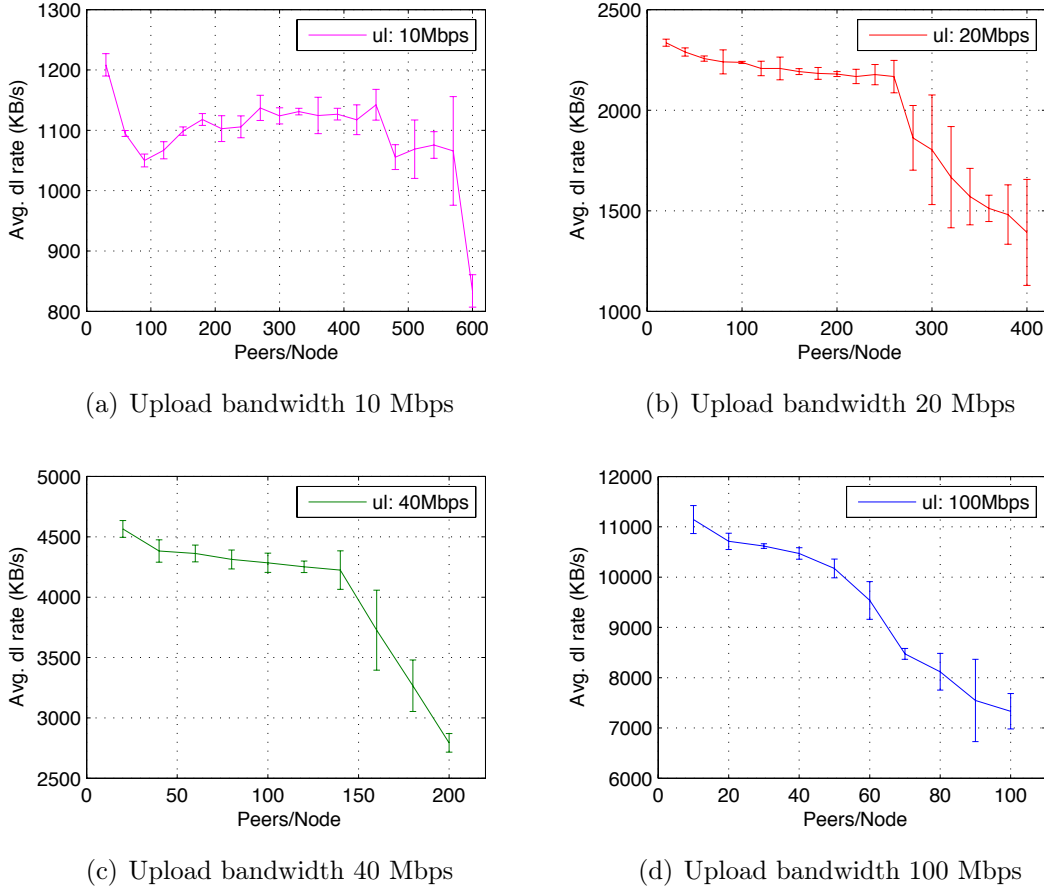 ul: 10Mbps
1300
1200
1100
1000
900
800
Avg. dl rate (KB/s)
0 100 200 300 400 500 600
Peers/Node
(a) Upload bandwidth 10 Mbps
ul: 20Mbps
2500
2000
1500
1000
Avg. dl rate (KB/s)
0 100 200 300 400
Peers/Node
(b) Upload bandwidth 20 Mbps
ul: 40Mbps
5000
4500
4000
3500
3000
2500
Avg. dl rate (KB/s)
0 50 100 150 200
Peers/Node
(c) Upload bandwidth 40 Mbps
ul: 100Mbps
12000
11000
10000
9000
8000
7000
6000
Avg. dl rate (KB/s)
0 20 40 60 80 100
Peers/Node
(d) Upload bandwidth 100 Mbps